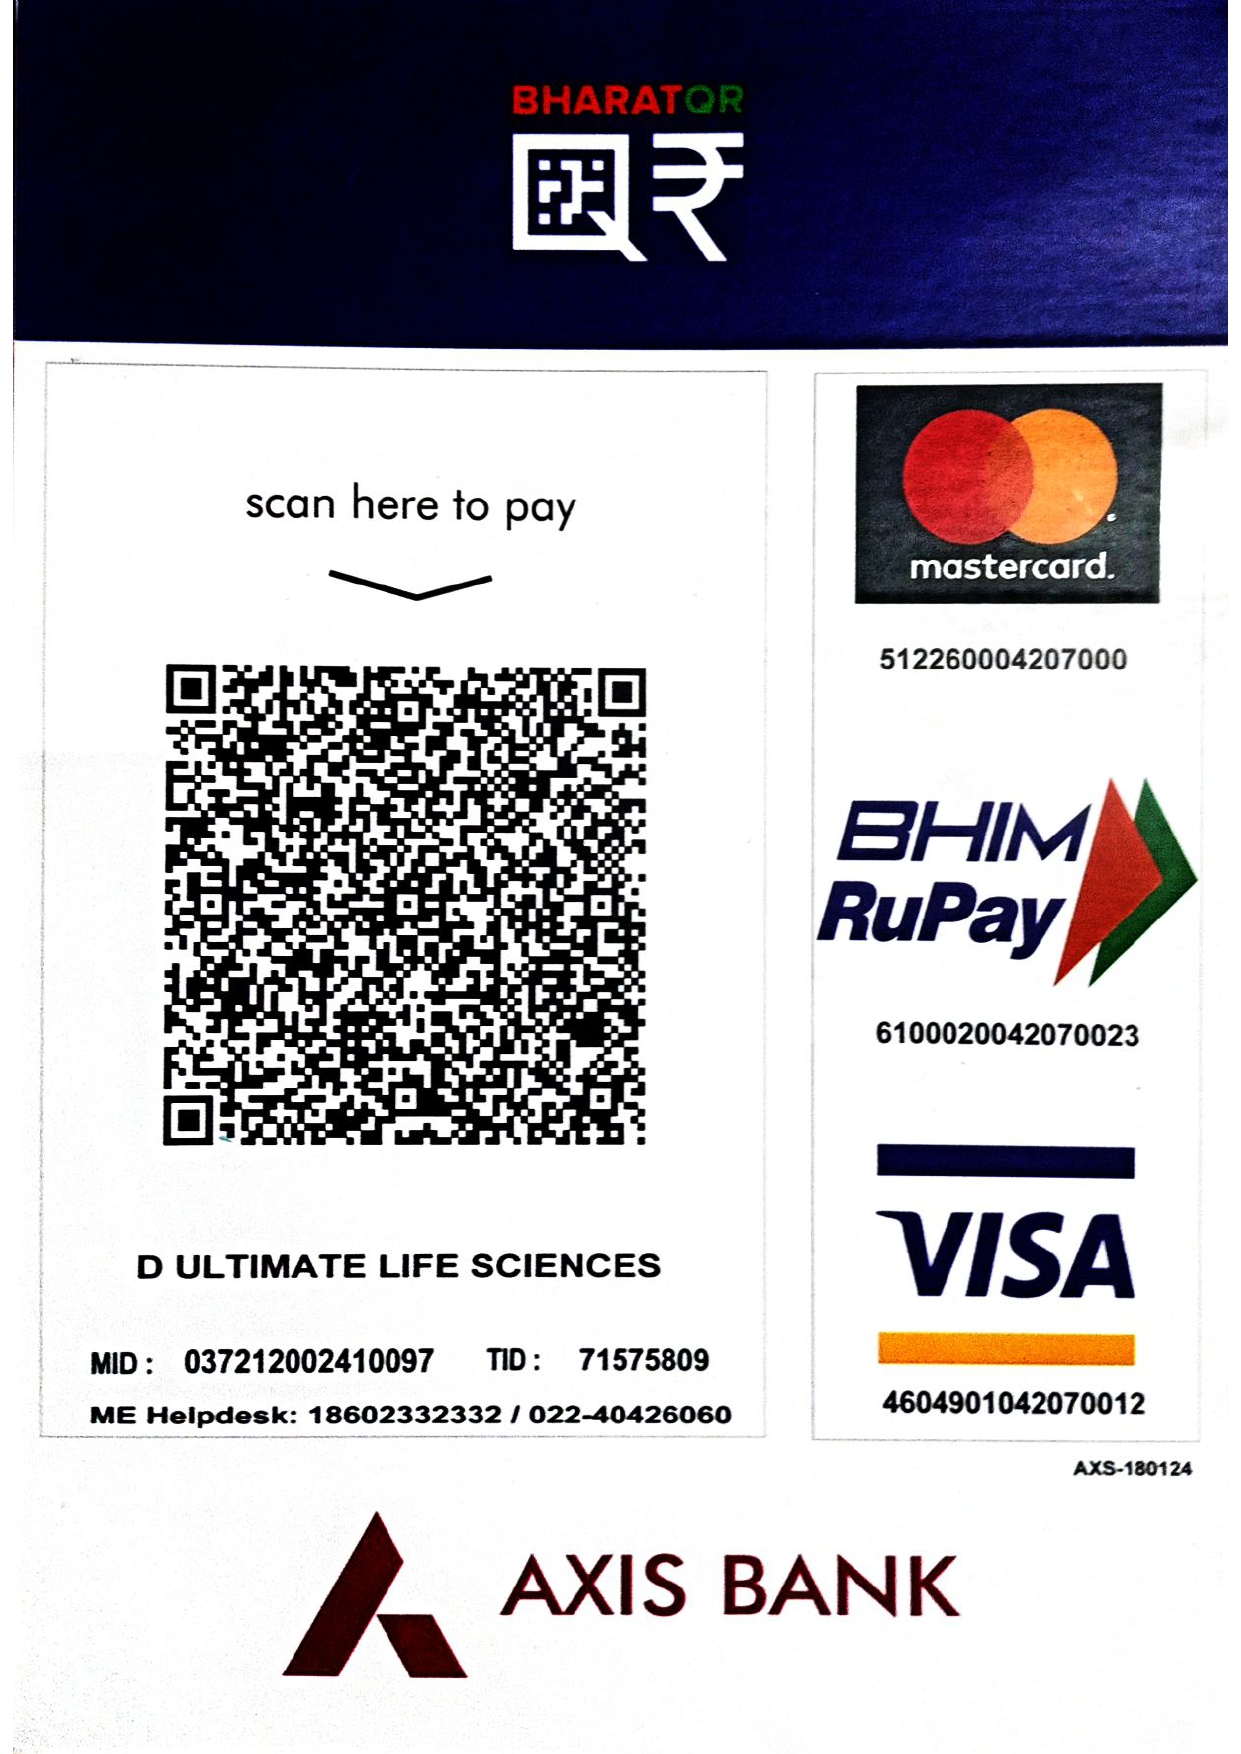 BHARATQR
scan here to pay
D ULTIMATE LIFE SCIENCES
MID : 037212002410097 TID : 71575809
ME Helpdesk: 18602332332 / 022-40426060
mastercard.
512260004207000
BHIM
RuPay
6100020042070023
VISA
4604901042070012
AXS-180124
AXIS BANK